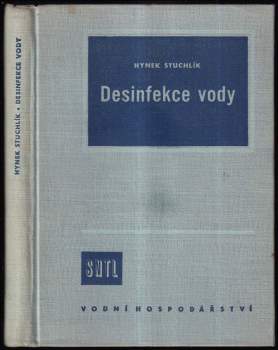 HYNEK STUCHLÍK • DESINFEKCE VODY
HYNEK STUCHLÍK
Desinfekce vody
SNTL
VODNÍ HOSPODÁŘSTVÍ